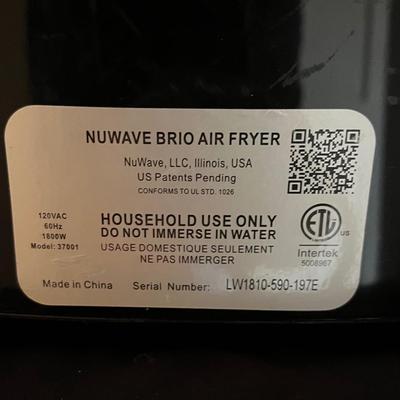 NUWAVE BRIO AIR FRYER
NuWave, LLC, Illinois, USA
US Patents Pending
CONFORMS TO UL STD. 1026
120VAC
60Hz
1800W
Model: 37001
HOUSEHOLD USE ONLY
DO NOT IMMERSE IN WATER
USAGE DOMESTIQUE SEULEMENT
NE PAS IMMERGER
ETL
US
Intertek
5008967
Made in China
Serial Number:
LW1810-590-197E